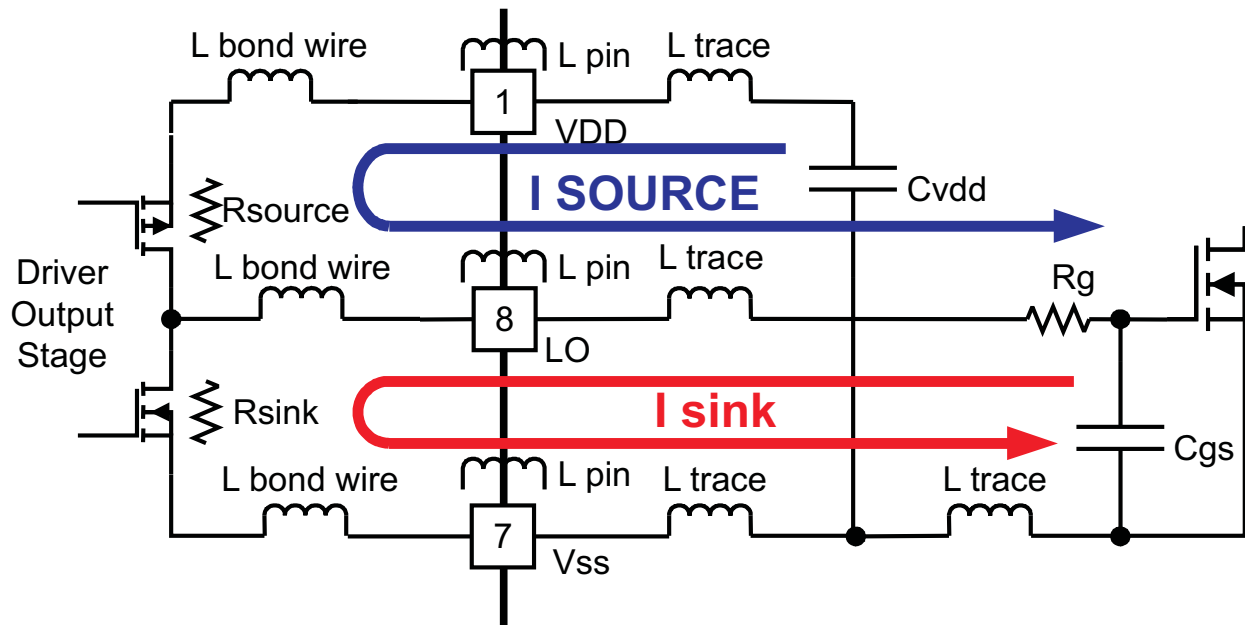 L bond wire
L pin
L trace
1
VDD
I SOURCE
Cvdd
Rsource
Driver
Output
Stage
L bond wire
L pin
L trace
Rg
8
LO
Rsink
I sink
Cgs
L bond wire
L pin
L trace
L trace
7
Vss